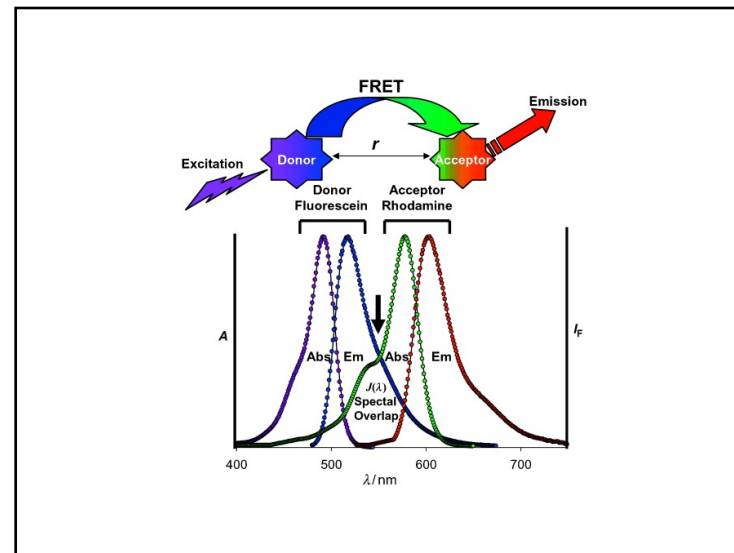 FRET
Emission
Donor
r
Acceptor
Excitation
Donor
Fluorescein
Acceptor
Rhodamine
A
Abs
Em
Abs
Em
J(λ)
Spectal
Overlap
I_F
400
500
600
700
λ/nm